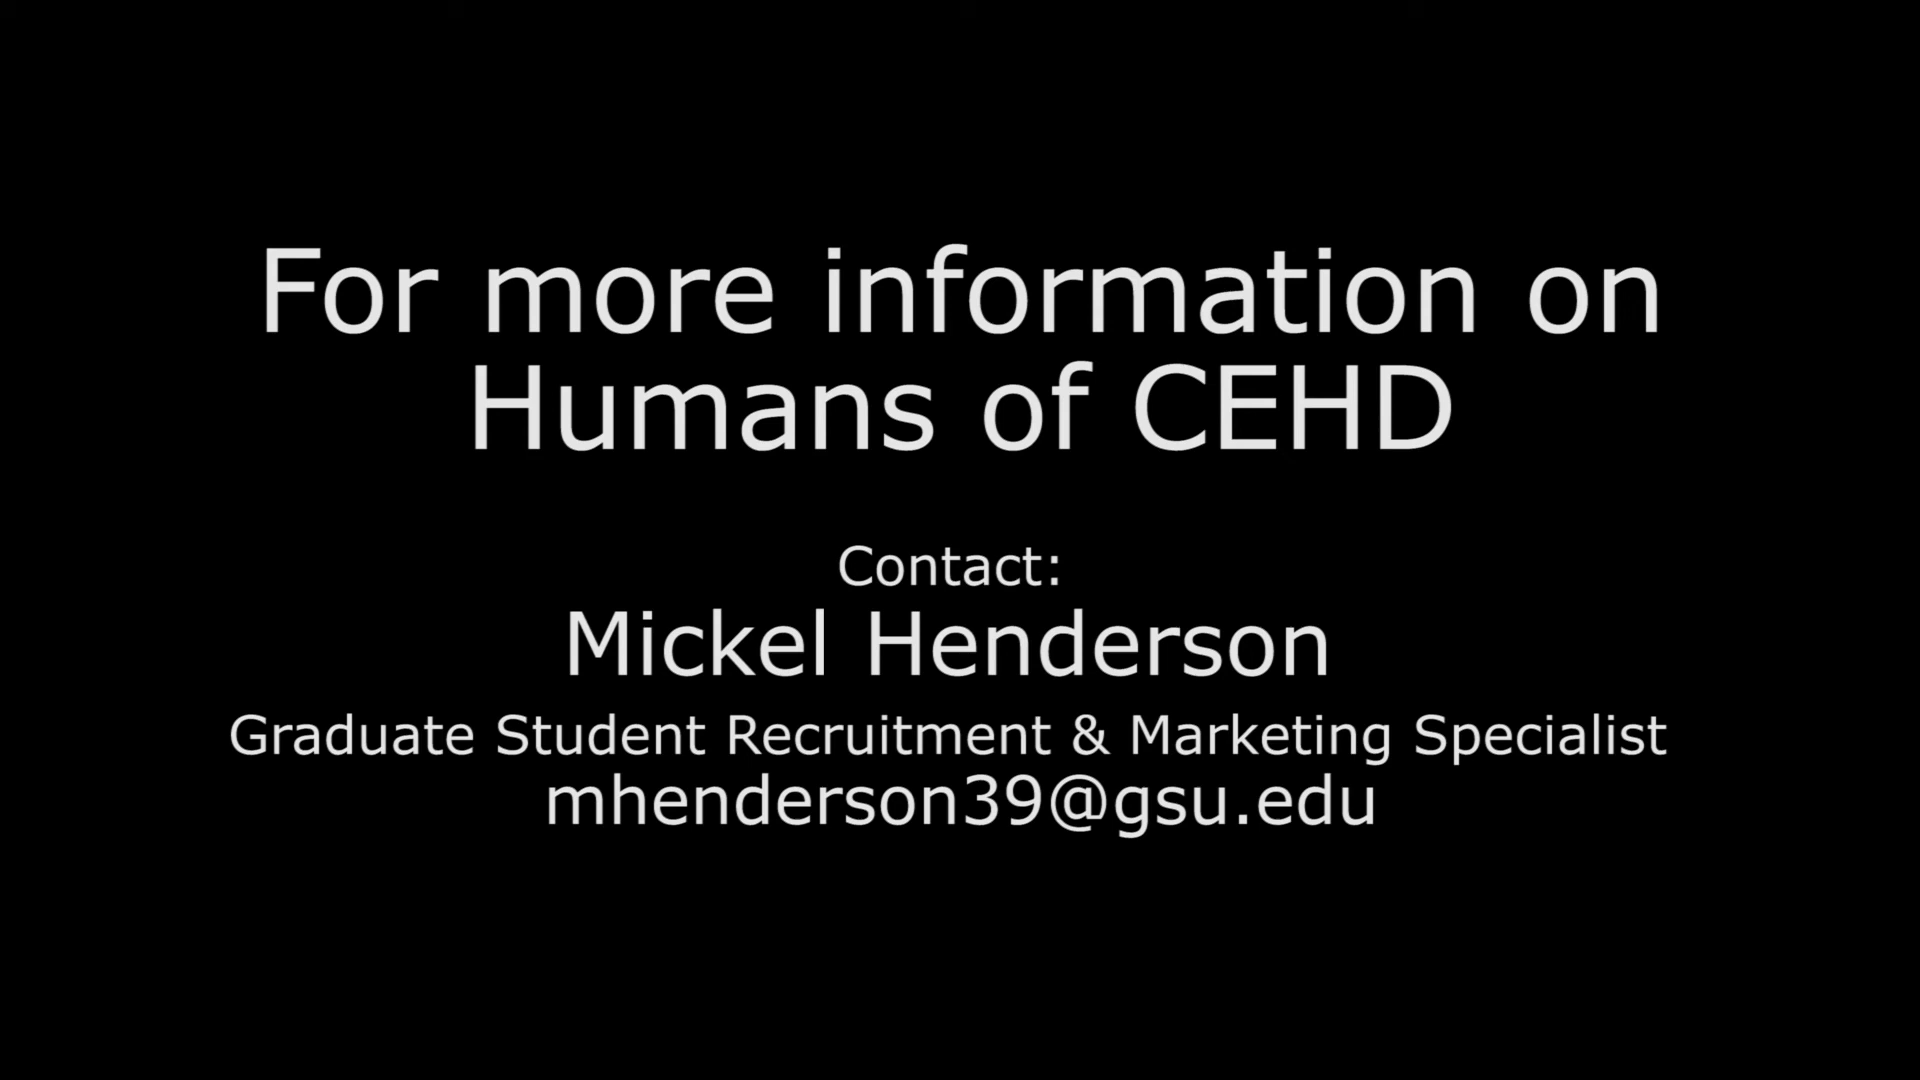 For more information on
Humans of CEHD
Contact:
Mickel Henderson
Graduate Student Recruitment & Marketing Specialist
mhenderson39@gsu.edu